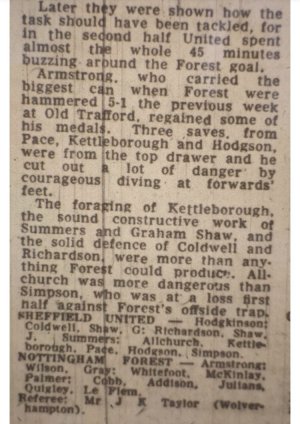 Later they were shown how the
task should have been tackled, for
in the second half United spent
almost the whole 45 minutes
buzzing around the Forest goal.
Armstrong, who carried the
biggest can when Forest were
hammered 5-1 the previous week
at Old Trafford, regained some of
his medals. Three saves, from
Pace, Kettleborough and Hodgson,
were from the top drawer and he
cut out a lot of danger by
courageous diving at forwards'
feet.
The foraging of Kettleborough,
the sound constructive work of
Summers and Graham Shaw, and
the solid defence of Coldwell and
Richardson, were more than any-
thing Forest could produce. All-
church was more dangerous than
Simpson, who was at a loss first
half against Forest's offside trap.
SHEFFIELD UNITED — Hodgkinson:
Coldwell, Shaw, G: Richardson, Shaw,
J. Summers: Allchurch, Kettle-
borough, Pace, Hodgson, Simpson.
NOTTINGHAM FOREST — Armstrong:
Wilson, Gray: Whitefoot, McKinlay,
Palmer: Cobb, Addison, Julians,
Quigley, Le Flem.
Referee: Mr J K Taylor (Wolver-
hampton).